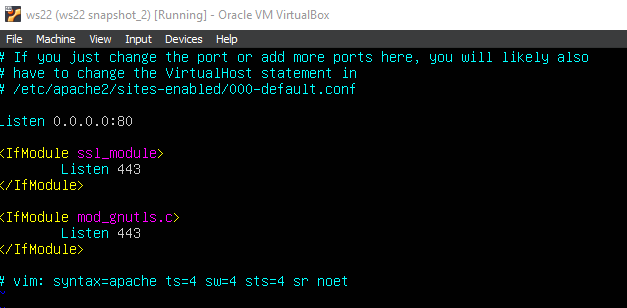 ws22 (ws22 snapshot_2) [Running] - Oracle VM VirtualBox
File Machine View Input Devices Help
# If you just change the port or add more ports here, you will likely also
# have to change the VirtualHost statement in
# /etc/apache2/sites-enabled/000-default.conf
Listen 0.0.0.0:80
<IfModule ssl_module>
Listen 443
</IfModule>
<IfModule mod_gnutls.c>
Listen 443
</IfModule>
# vim: syntax=apache ts=4 sw=4 sts=4 sr noet